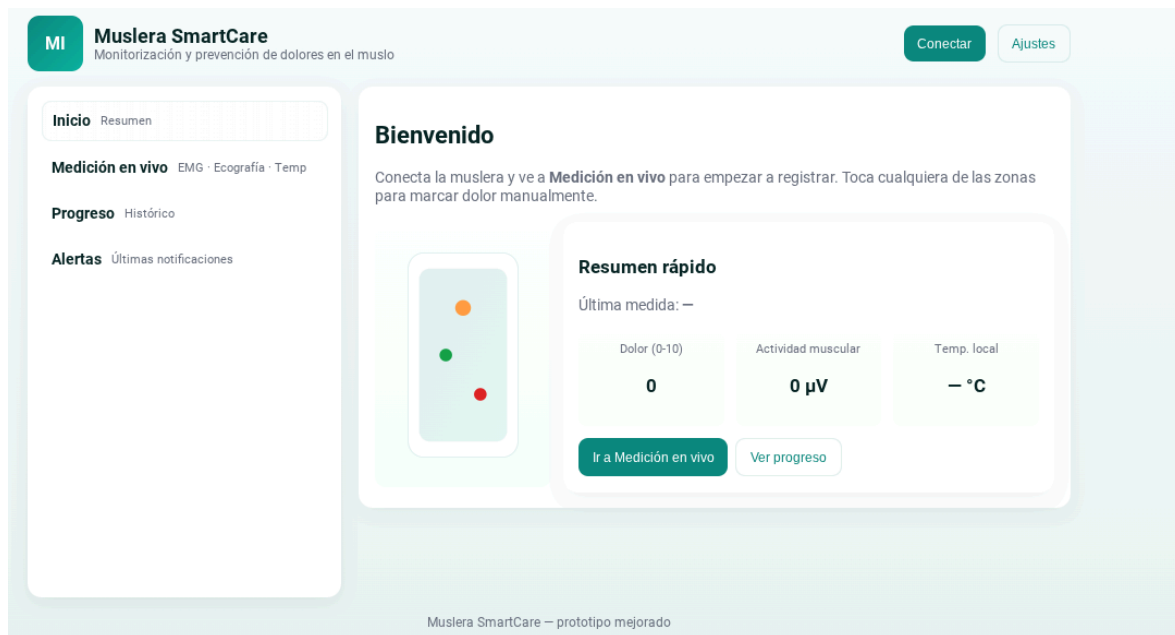 MI
Muslera SmartCare
Monitorización y prevención de dolores en el muslo
Conectar
Ajustes
Inicio Resumen
Medición en vivo EMG · Ecografía · Temp
Progreso Histórico
Alertas Últimas notificaciones
Bienvenido
Conecta la muslera y ve a Medición en vivo para empezar a registrar. Toca cualquiera de las zonas
para marcar dolor manualmente.
Resumen rápido
Última medida: —
Dolor (0-10)
0
Actividad muscular
0 µV
Temp. local
— °C
Ir a Medición en vivo
Ver progreso
Muslera SmartCare — prototipo mejorado